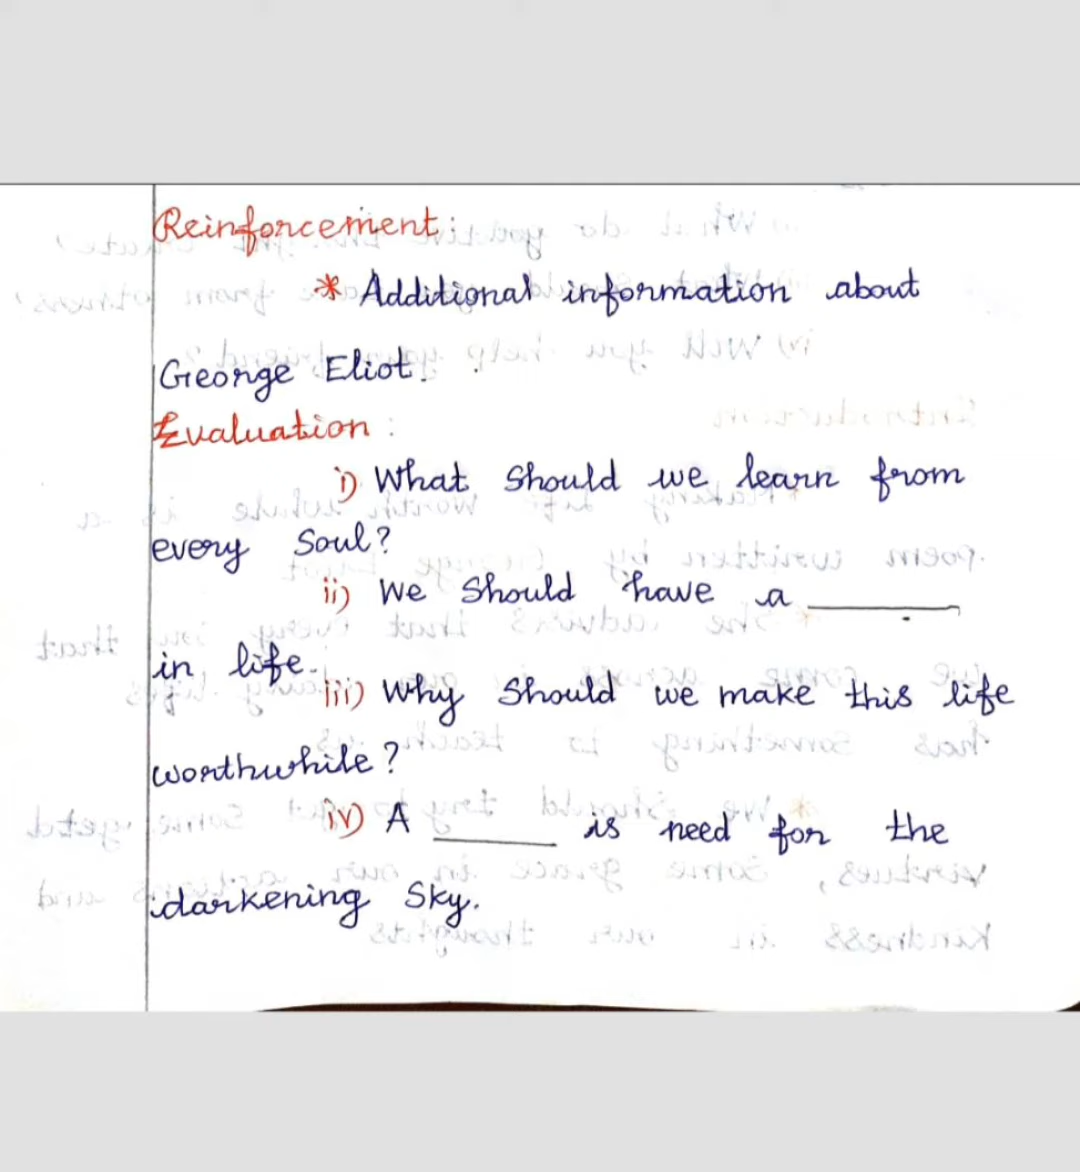 Reinforcement:
* Additional information about
George Eliot.
Evaluation :
i) What should we learn from
every Soul?
ii) We should have a ______
in life.
iii) Why should we make this life
worthwhile?
iv) A ______ is need for the
darkening sky.